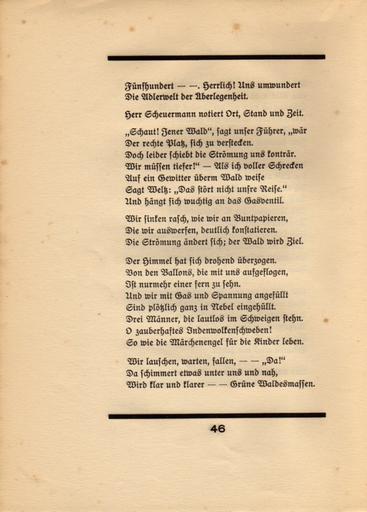 Fünfhundert — —. Herrlich! Uns umwundert
Die Adlerwelt der Überlegenheit.
Herr Scheuermann notiert Ort, Stand und Zeit.
„Schaut! Jener Wald“, sagt unser Führer, „wär
Der rechte Platz, sich zu verstecken.
Doch leider schiebt die Strömung uns konträr.
Wir müssen tiefer!“ — Als ich voller Schrecken
Auf ein Gewitter überm Wald weise
Sagt Weltz: „Das stört nicht unsre Reise.“
Und hängt sich wuchtig an das Gasventil.
Wir sinken rasch, wie wir an Buntpapieren,
Die wir auswerfen, deutlich konstatieren.
Die Strömung ändert sich; der Wald wird Ziel.
Der Himmel hat sich drohend überzogen.
Von den Ballons, die mit uns aufgeflogen,
Ist nurmehr einer fern zu sehn.
Und wir mit Gas und Spannung angefüllt
Sind plötzlich ganz in Nebel eingehüllt.
Drei Männer, die lautlos im Schweigen stehn.
O zauberhaftes Indenwolkenschweben!
So wie die Märchenengel für die Kinder leben.
Wir lauschen, warten, fallen, — — „Da!“
Da schimmert etwas unter uns und nah,
Wird klar und klarer — — Grüne Waldesmassen.
46